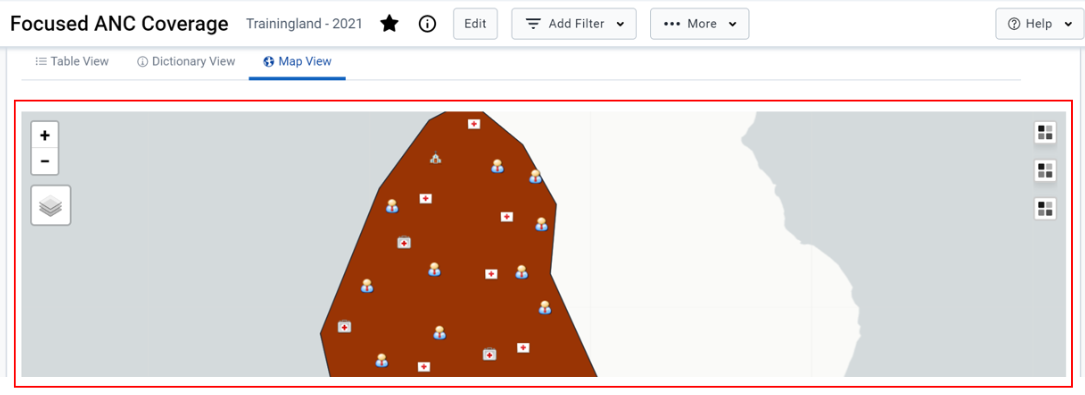 Focused ANC Coverage Trainingland - 2021 Edit Add Filter More Help
Table View Dictionary View Map View
+
−